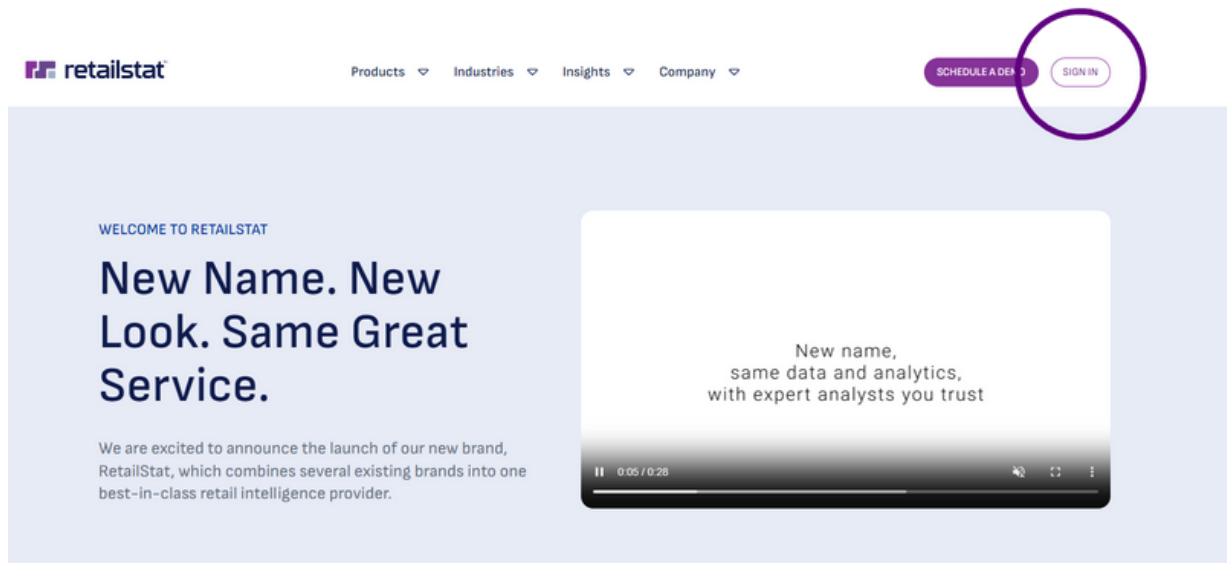 retailstat
Products Industries Insights Company
SCHEDULE A DEMO SIGN IN
WELCOME TO RETAILSTAT
New Name. New
Look. Same Great
Service.
We are excited to announce the launch of our new brand,
RetailStat, which combines several existing brands into one
best-in-class retail intelligence provider.
New name,
same data and analytics,
with expert analysts you trust
0:05 / 0:28